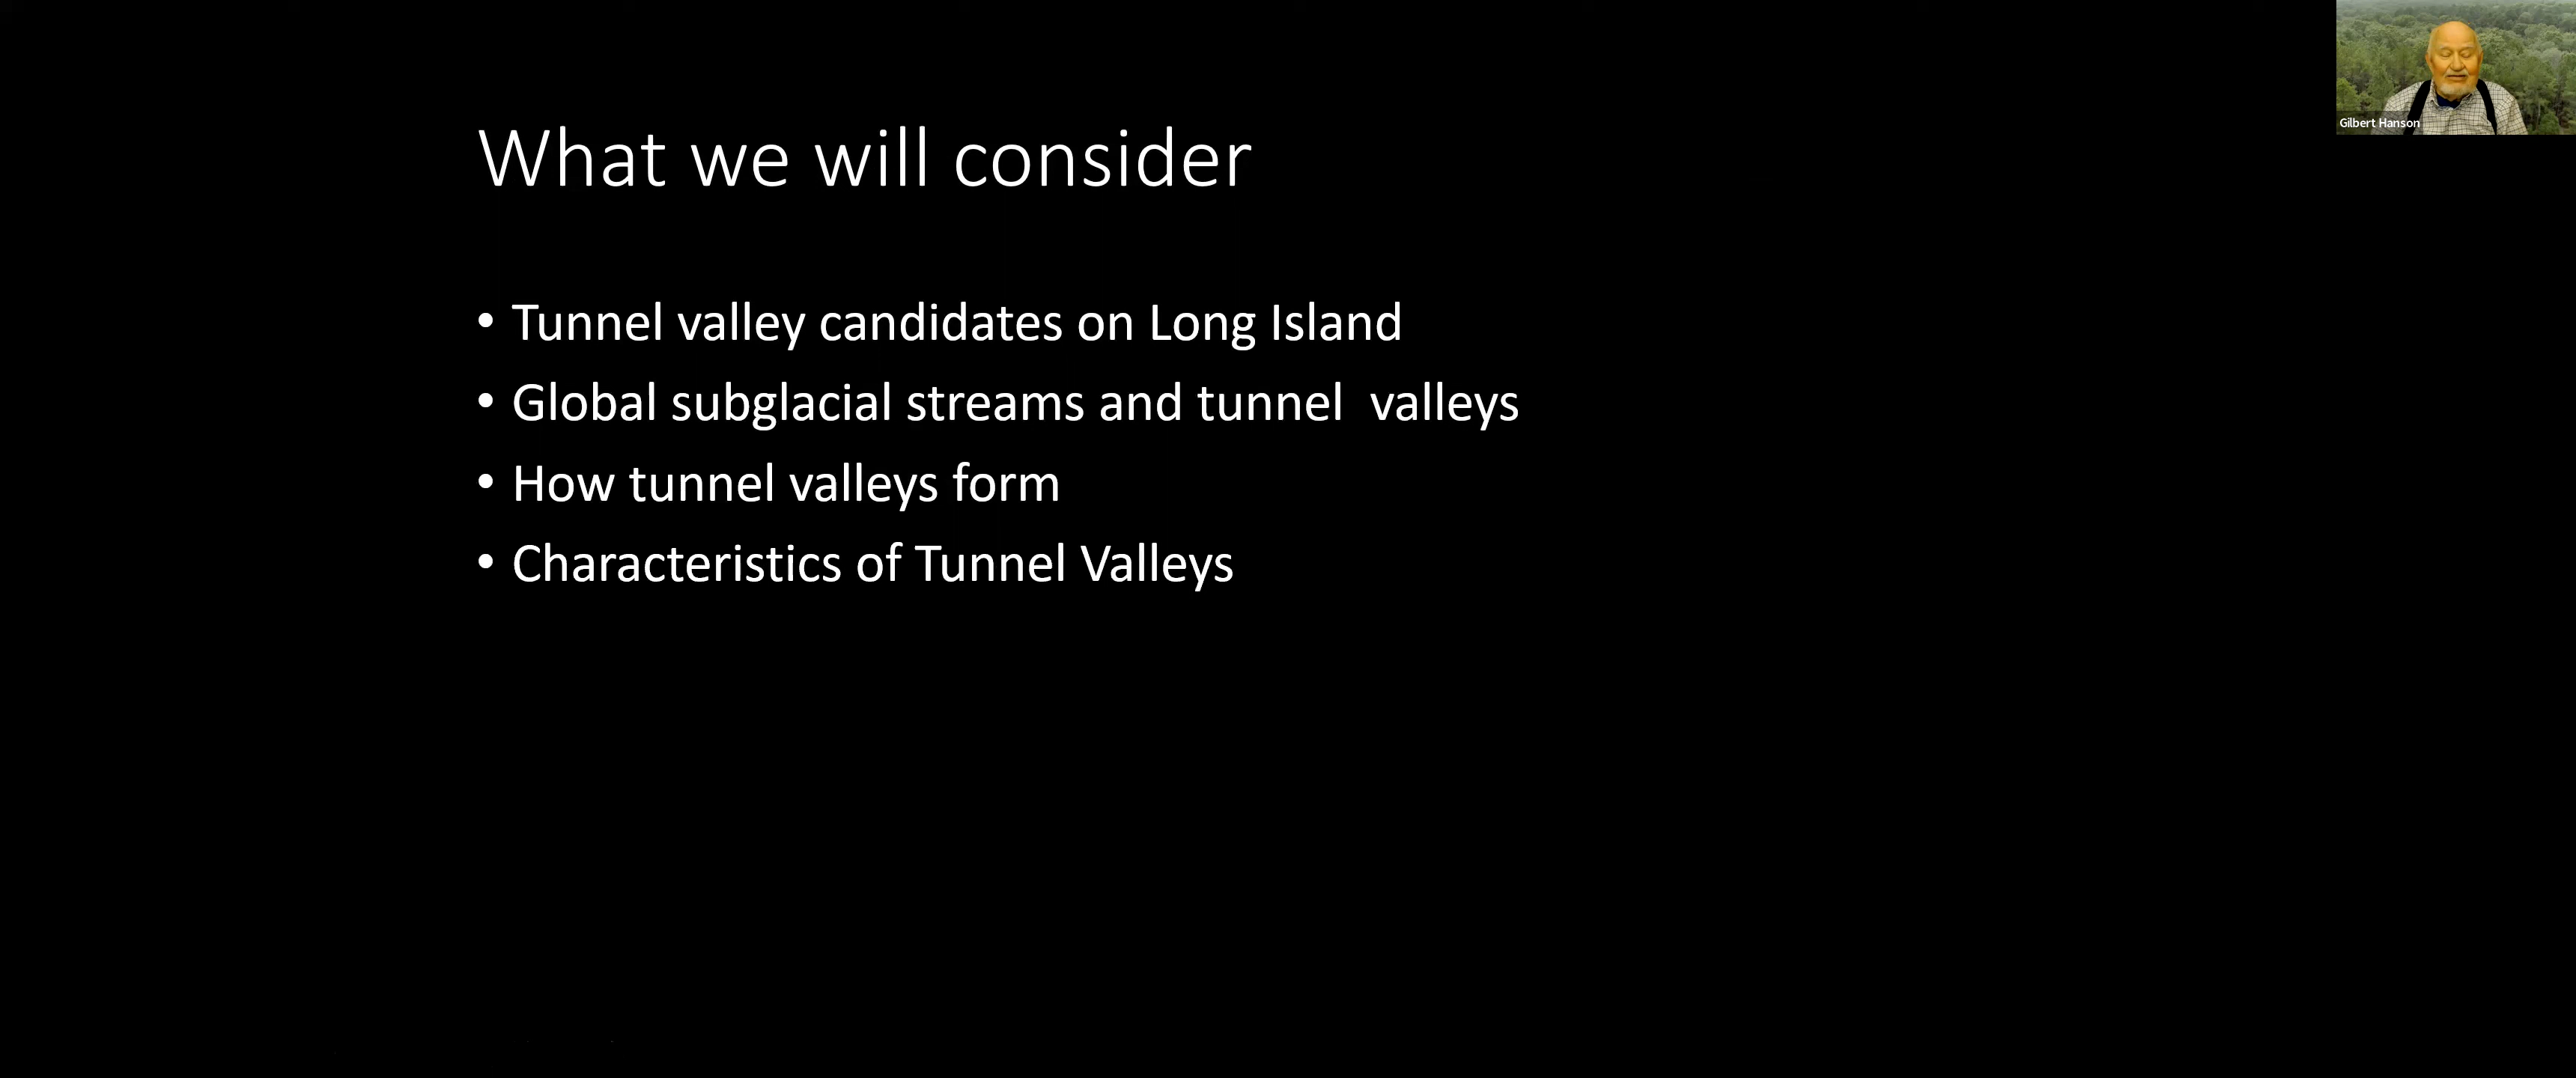 What we will consider
• Tunnel valley candidates on Long Island
• Global subglacial streams and tunnel  valleys
• How tunnel valleys form
• Characteristics of Tunnel Valleys
Gilbert Hanson